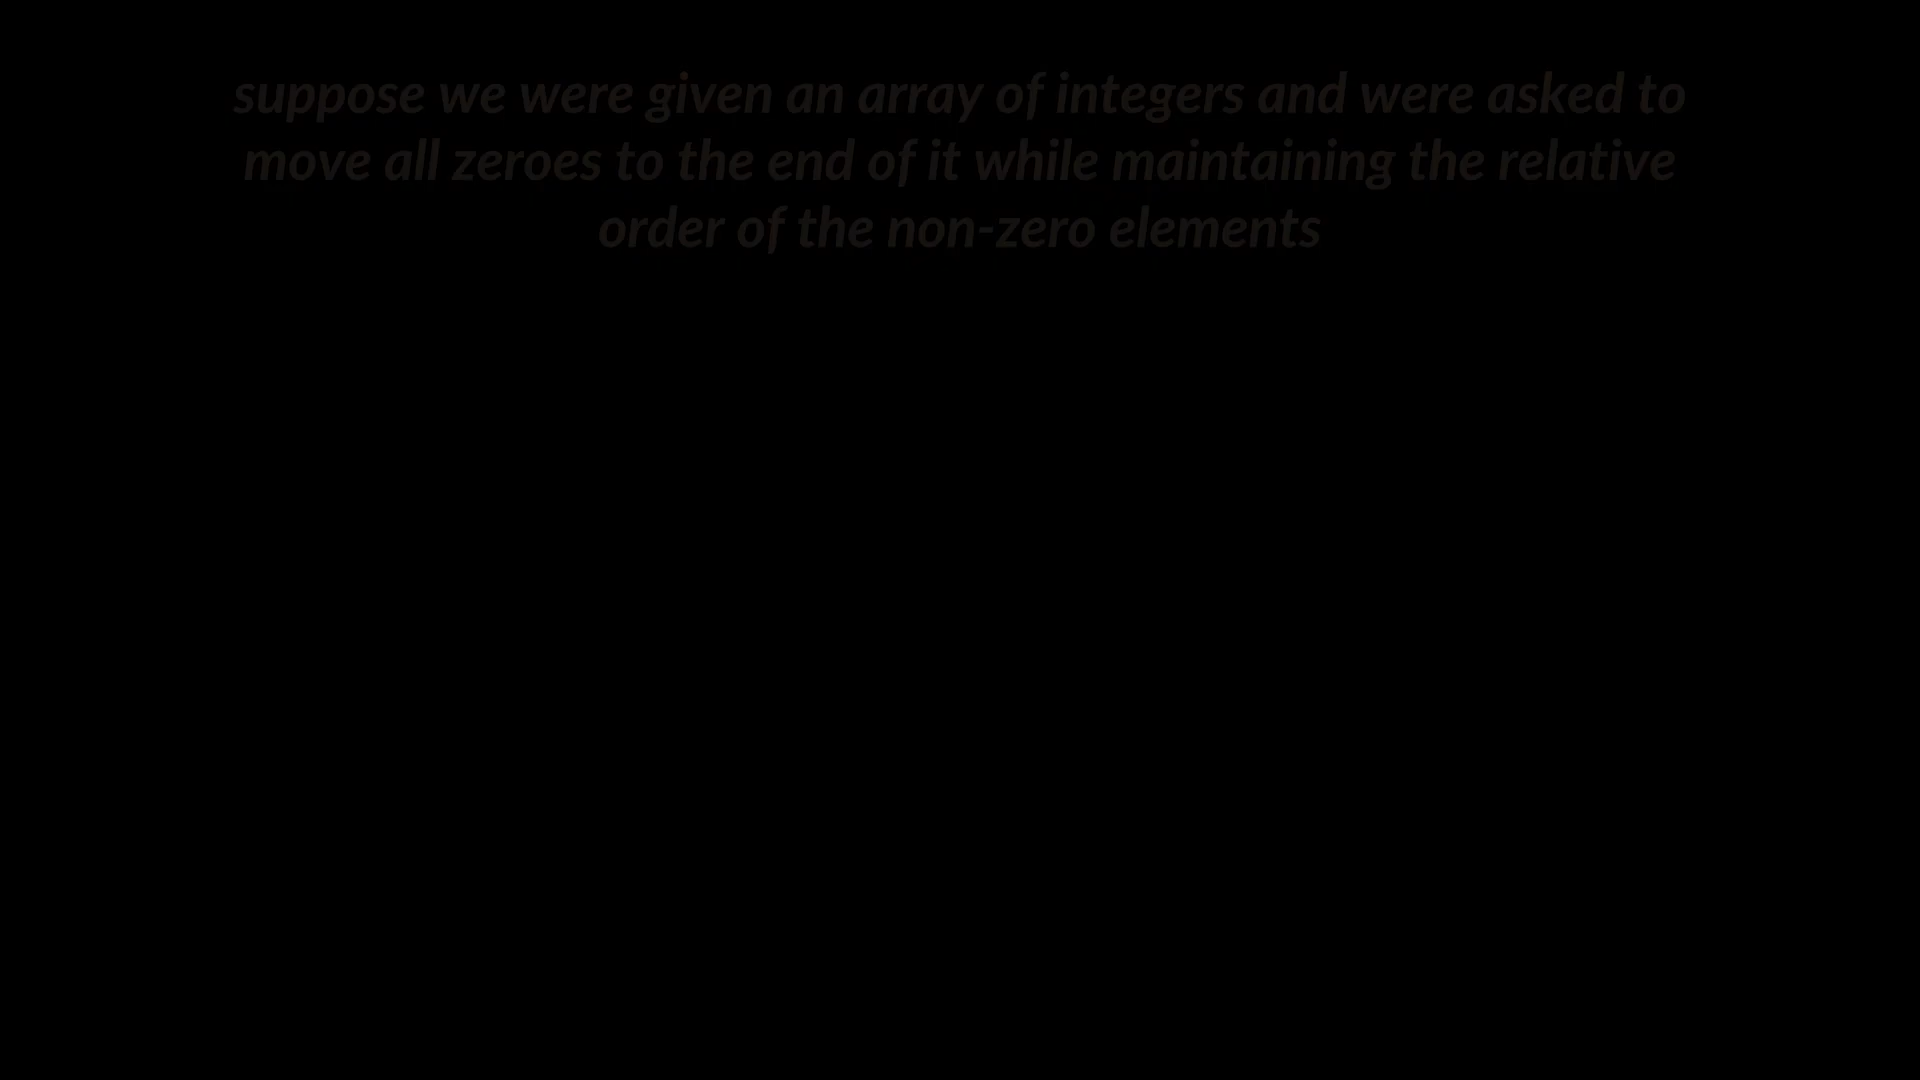 suppose we were given an array of integers and were asked to
move all zeroes to the end of it while maintaining the relative
order of the non-zero elements